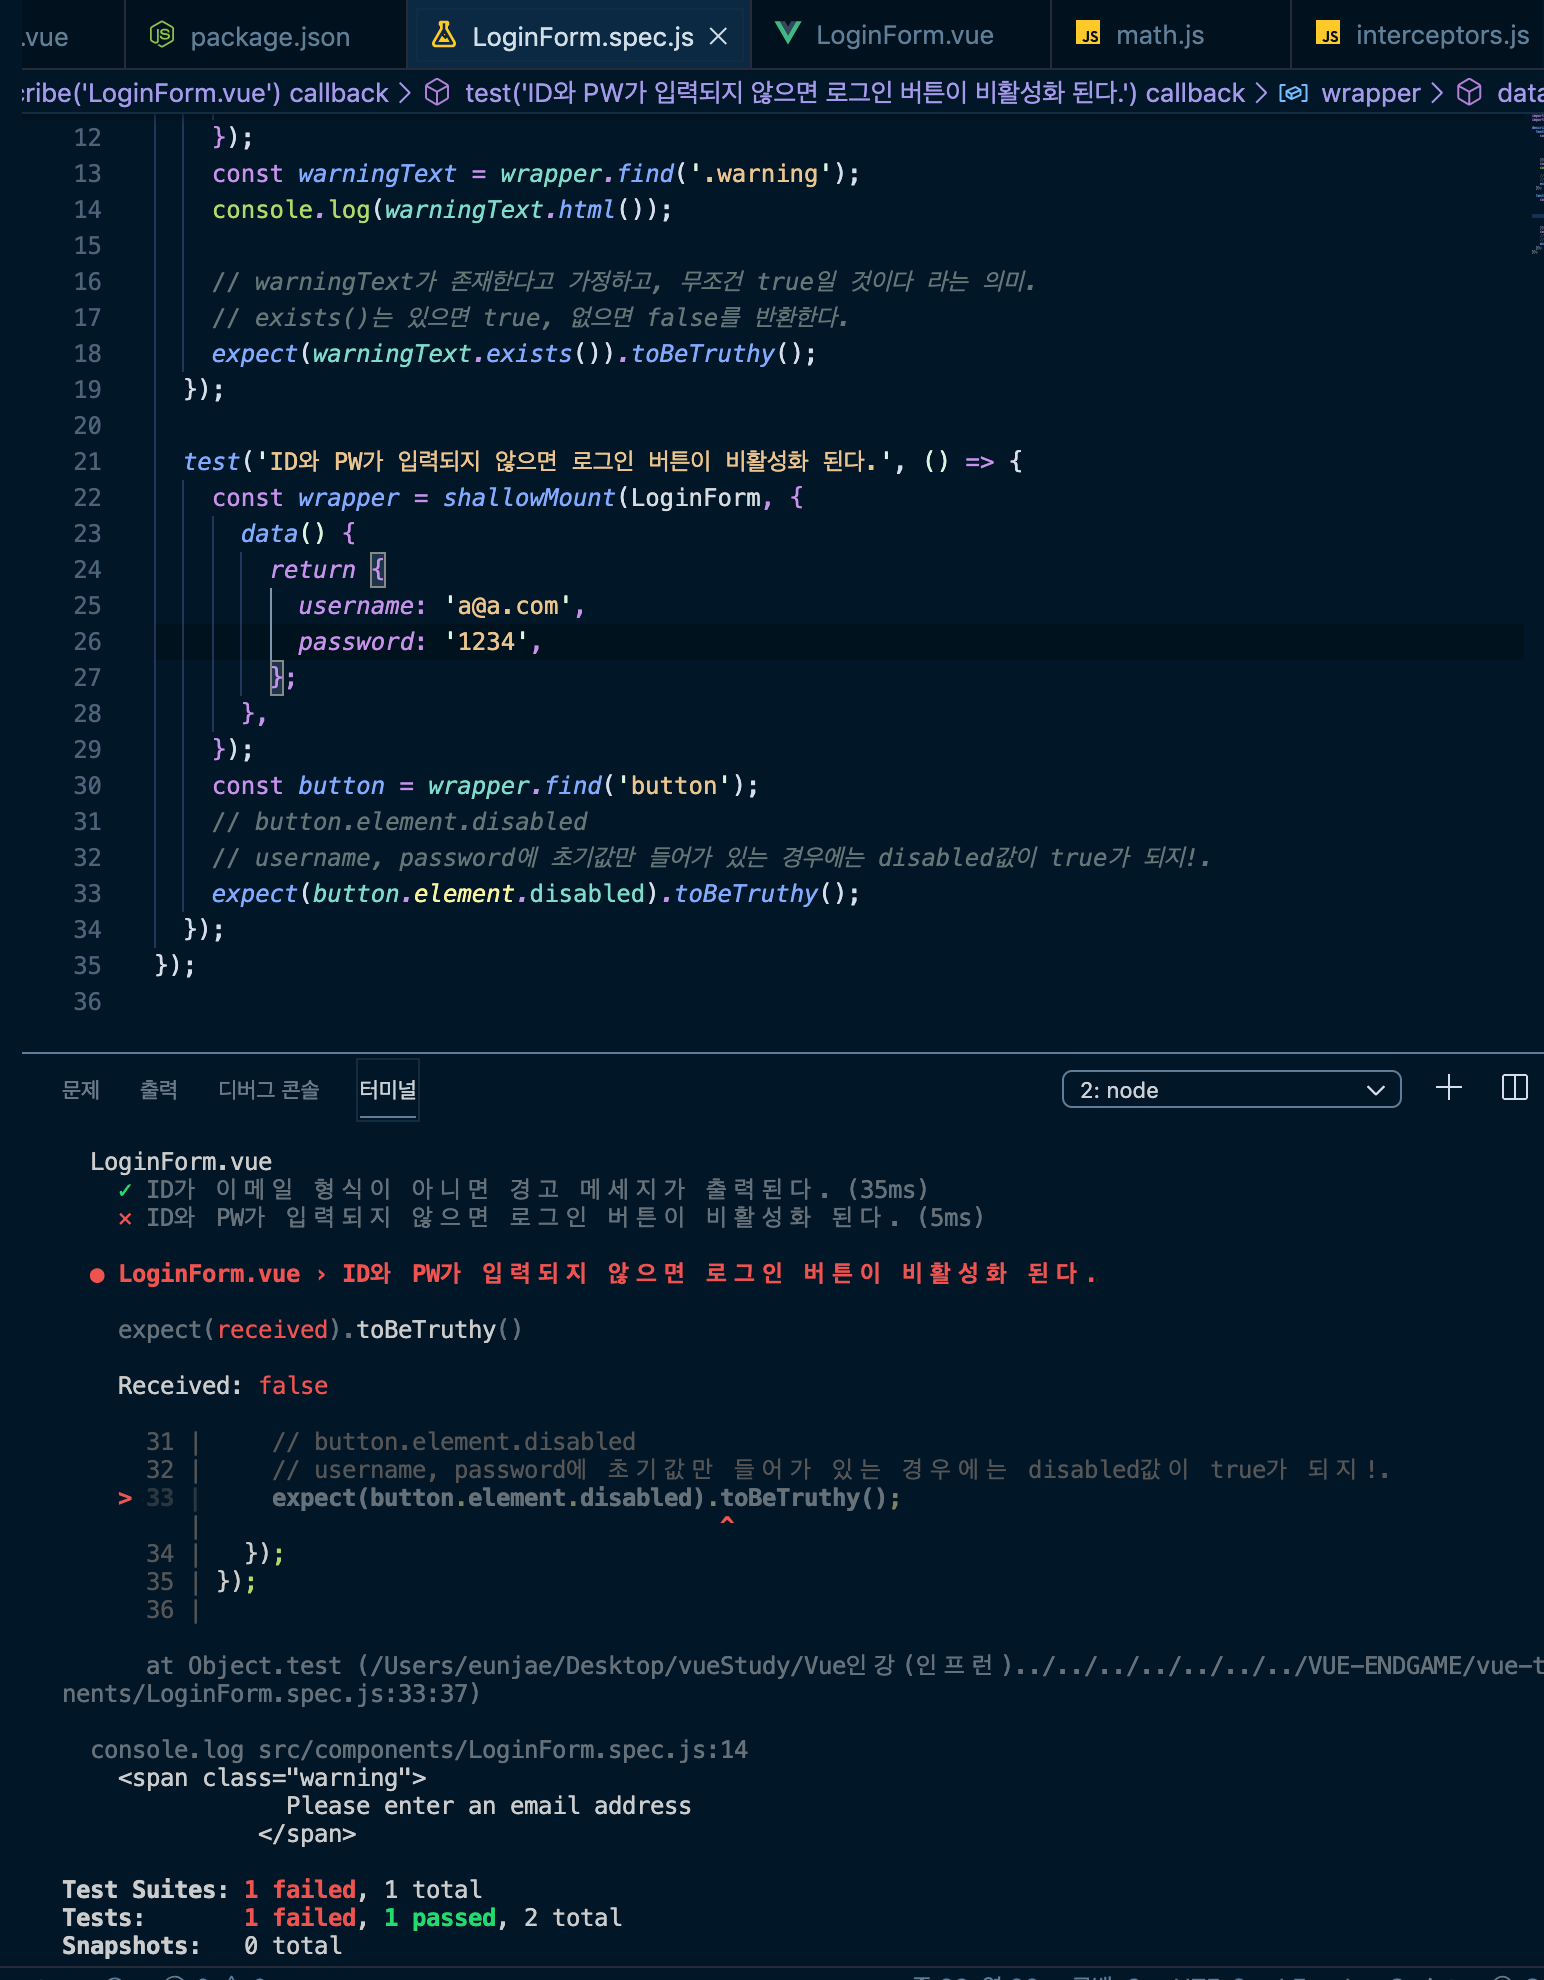 .vue package.json LoginForm.spec.js LoginForm.vue JS math.js JS interceptors.js
cribe('LoginForm.vue') callback > test('ID와 PW가 입력되지 않으면 로그인 버튼이 비활성화 된다.') callback > wrapper > data
12 });
13 const warningText = wrapper.find('.warning');
14 console.log(warningText.html());
15
16 // warningText가 존재한다고 가정하고, 무조건 true일 것이다 라는 의미.
17 // exists()는 있으면 true, 없으면 false를 반환한다.
18 expect(warningText.exists()).toBeTruthy();
19 });
20
21 test('ID와 PW가 입력되지 않으면 로그인 버튼이 비활성화 된다.', () => {
22 const wrapper = shallowMount(LoginForm, {
23 data() {
24 return {
25 username: 'a@a.com',
26 password: '1234',
27 };
28 },
29 });
30 const button = wrapper.find('button');
31 // button.element.disabled
32 // username, password에 초기값만 들어가 있는 경우에는 disabled값이 true가 되지!.
33 expect(button.element.disabled).toBeTruthy();
34 });
35 });
36
문제 출력 디버그 콘솔 터미널 2: node
LoginForm.vue
✓ ID가 이메일 형식이 아니면 경고 메세지가 출력된다. (35ms)
✕ ID와 PW가 입력되지 않으면 로그인 버튼이 비활성화 된다. (5ms)
● LoginForm.vue › ID와 PW가 입력되지 않으면 로그인 버튼이 비활성화 된다.
expect(received).toBeTruthy()
Received: false
31 | // button.element.disabled
32 | // username, password에 초기값만 들어가 있는 경우에는 disabled값이 true가 되지!.
> 33 | expect(button.element.disabled).toBeTruthy();
| ^
34 | });
35 | });
36 |
at Object.test (/Users/eunjae/Desktop/vueStudy/Vue인강(인프런)../../../../../../../VUE-ENDGAME/vue-t
nents/LoginForm.spec.js:33:37)
console.log src/components/LoginForm.spec.js:14
<span class="warning">
Please enter an email address
</span>
Test Suites: 1 failed, 1 total
Tests: 1 failed, 1 passed, 2 total
Snapshots: 0 total